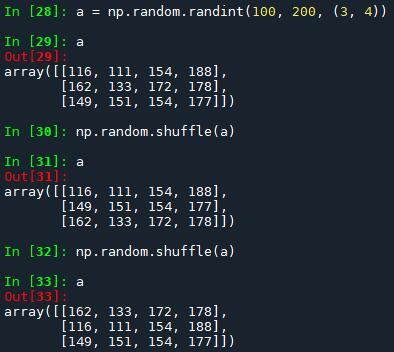 In [28]: a = np.random.randint(100, 200, (3, 4))
In [29]: a
Out[29]:
array([[116, 111, 154, 188],
       [162, 133, 172, 178],
       [149, 151, 154, 177]])
In [30]: np.random.shuffle(a)
In [31]: a
Out[31]:
array([[116, 111, 154, 188],
       [149, 151, 154, 177],
       [162, 133, 172, 178]])
In [32]: np.random.shuffle(a)
In [33]: a
Out[33]:
array([[162, 133, 172, 178],
       [116, 111, 154, 188],
       [149, 151, 154, 177]])